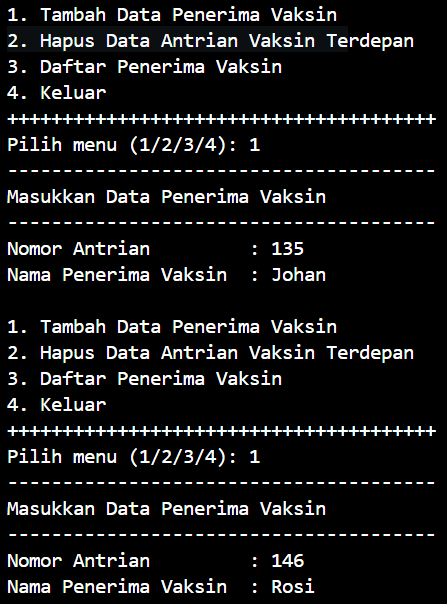 1. Tambah Data Penerima Vaksin
2. Hapus Data Antrian Vaksin Terdepan
3. Daftar Penerima Vaksin
4. Keluar
+++++++++++++++++++++++++++++++++++++++
Pilih menu (1/2/3/4): 1
---------------------------------------
Masukkan Data Penerima Vaksin
---------------------------------------
Nomor Antrian         : 135
Nama Penerima Vaksin  : Johan

1. Tambah Data Penerima Vaksin
2. Hapus Data Antrian Vaksin Terdepan
3. Daftar Penerima Vaksin
4. Keluar
+++++++++++++++++++++++++++++++++++++++
Pilih menu (1/2/3/4): 1
---------------------------------------
Masukkan Data Penerima Vaksin
---------------------------------------
Nomor Antrian         : 146
Nama Penerima Vaksin  : Rosi